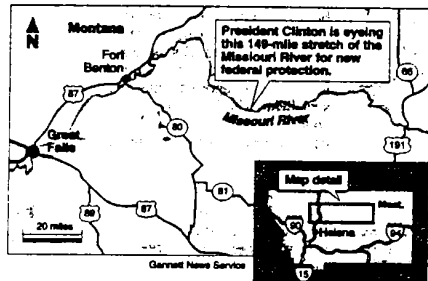 N
Montana
Fort
Benton
President Clinton is eyeing
this 149-mile stretch of the
Missouri River for new
federal protection.
87
66
Missouri River
Great
Falls
80
191
81
Map detail
Mont.
89
87
90
Helena
94
20 miles
15
Gannett News Service